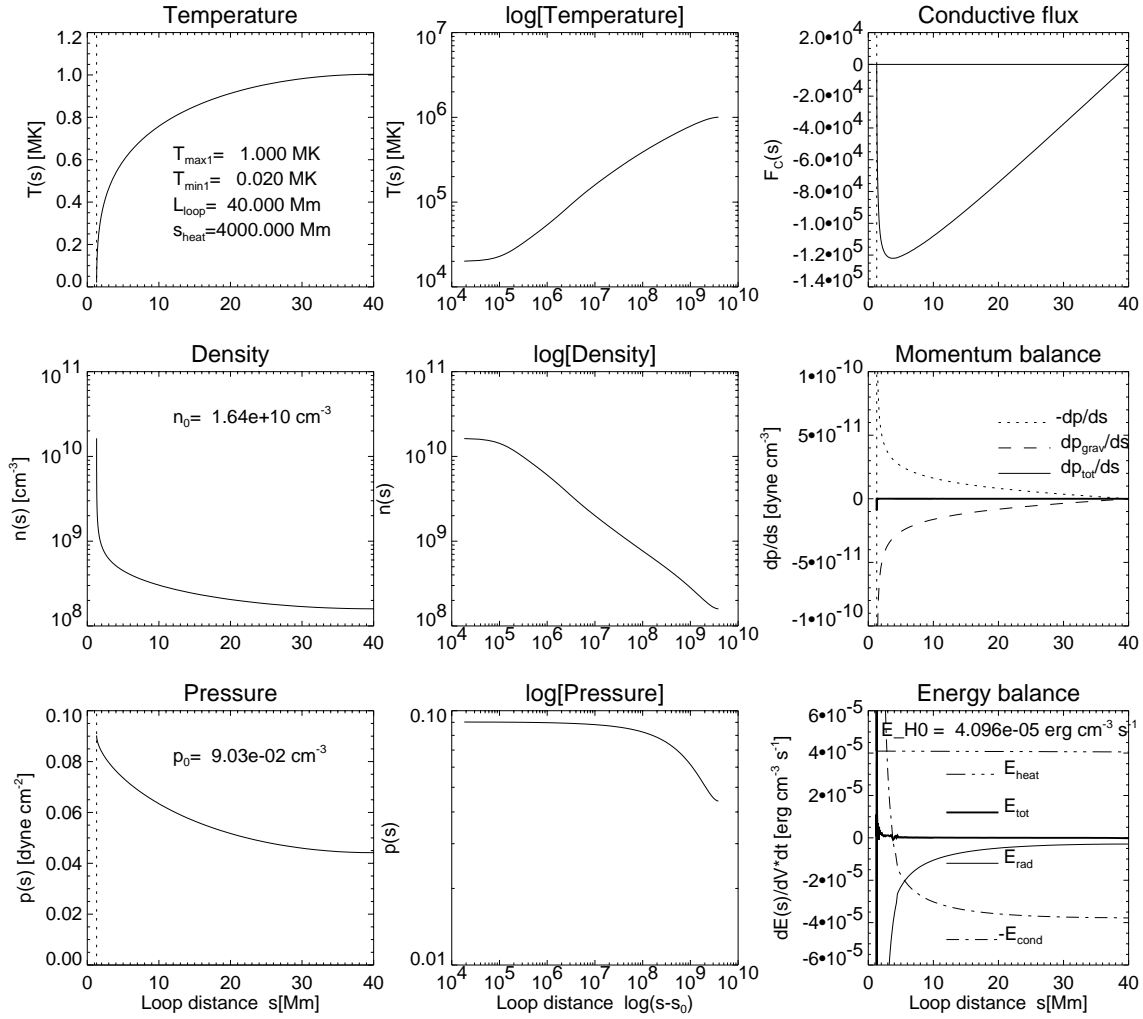 Temperature
1.2
1.0
0.8
0.6
0.4
0.2
0.0
T(s) [MK]
T_max1= 1.000 MK
T_min1= 0.020 MK
L_loop= 40.000 Mm
s_heat=4000.000 Mm
0 10 20 30 40
log[Temperature]
10^7
10^6
10^5
10^4
T(s) [MK]
10^4 10^5 10^6 10^7 10^8 10^9 10^10
Conductive flux
2.0•10^4
0
-2.0•10^4
-4.0•10^4
-6.0•10^4
-8.0•10^4
-1.0•10^5
-1.2•10^5
-1.4•10^5
F_C(s)
0 10 20 30 40
Density
10^11
10^10
10^9
10^8
n(s) [cm^-3]
n_0= 1.64e+10 cm^-3
0 10 20 30 40
log[Density]
10^11
10^10
10^9
10^8
n(s)
10^4 10^5 10^6 10^7 10^8 10^9 10^10
Momentum balance
1•10^-10
5•10^-11
0
-5•10^-11
-1•10^-10
dp/ds [dyne cm^-3]
-dp/ds
dp_grav/ds
dp_tot/ds
0 10 20 30 40
Pressure
0.10
0.08
0.06
0.04
0.02
0.00
p(s) [dyne cm^-2]
p_0= 9.03e-02 cm^-3
0 10 20 30 40
Loop distance s[Mm]
log[Pressure]
0.10
0.01
p(s)
10^4 10^5 10^6 10^7 10^8 10^9 10^10
Loop distance log(s-s_0)
Energy balance
6•10^-5
4•10^-5
2•10^-5
0
-2•10^-5
-4•10^-5
-6•10^-5
dE(s)/dV*dt [erg cm^-3 s^-1]
E_H0 = 4.096e-05 erg cm^-3 s^-1
E_heat
E_tot
E_rad
-E_cond
0 10 20 30 40
Loop distance s[Mm]